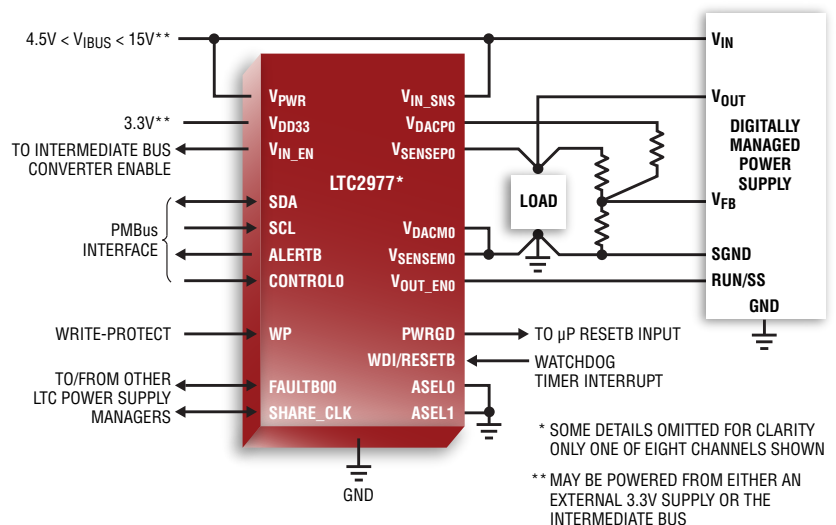 4.5V < VIBUS < 15V**
3.3V**
TO INTERMEDIATE BUS
CONVERTER ENABLE
PMBus
INTERFACE
WRITE-PROTECT
TO/FROM OTHER
LTC POWER SUPPLY
MANAGERS
VPWR
VDD33
VIN_EN
SDA
SCL
ALERTB
CONTROL0
WP
FAULTB00
SHARE_CLK
LTC2977*
VIN_SNS
VDACP0
VSENSEP0
VDACM0
VSENSEM0
VOUT_EN0
PWRGD
WDI/RESETB
ASEL0
ASEL1
GND
LOAD
TO µP RESETB INPUT
WATCHDOG
TIMER INTERRUPT
VIN
VOUT
DIGITALLY
MANAGED
POWER
SUPPLY
VFB
SGND
RUN/SS
GND
* SOME DETAILS OMITTED FOR CLARITY
ONLY ONE OF EIGHT CHANNELS SHOWN
** MAY BE POWERED FROM EITHER AN
EXTERNAL 3.3V SUPPLY OR THE
INTERMEDIATE BUS